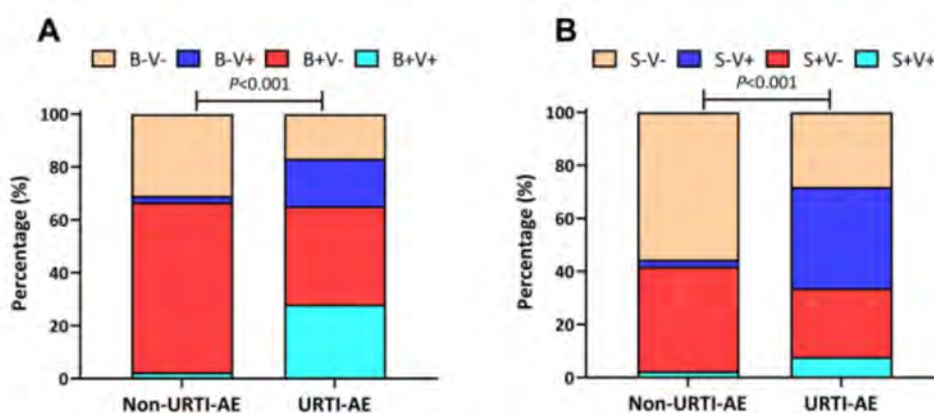 A
B-V- B-V+ B+V- B+V+
P<0.001
Percentage (%)
100
80
60
40
20
0
Non-URTI-AE URTI-AE
B
S-V- S-V+ S+V- S+V+
P<0.001
Percentage (%)
100
80
60
40
20
0
Non-URTI-AE URTI-AE